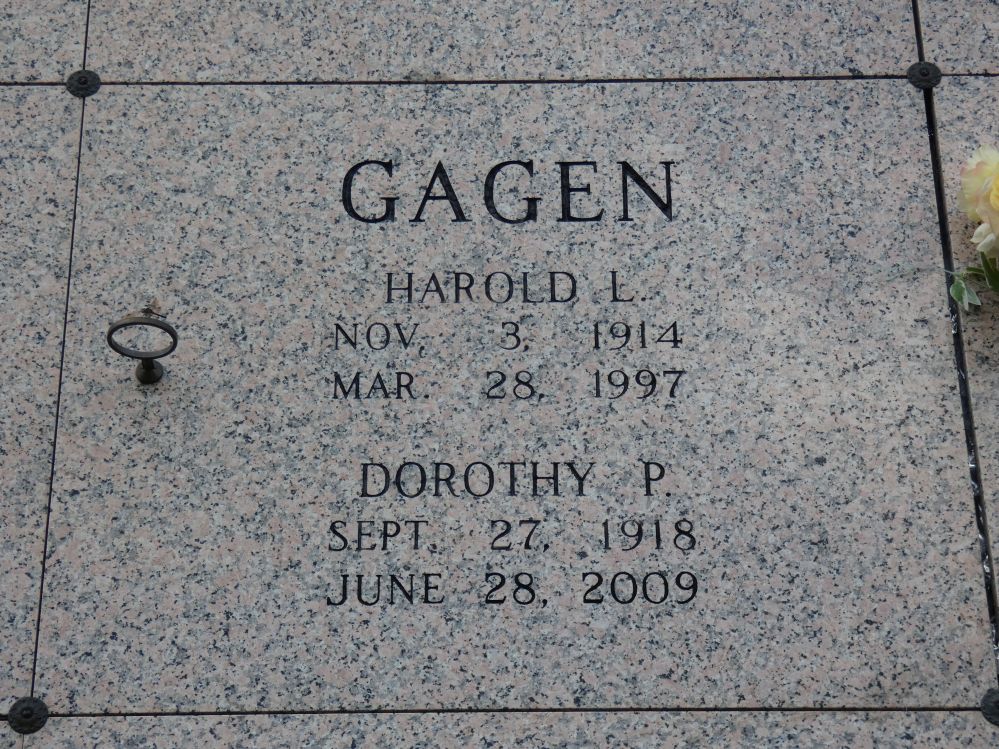 GAGEN
HAROLD L.
NOV. 3, 1914
MAR. 28, 1997
DOROTHY P.
SEPT. 27, 1918
JUNE 28, 2009